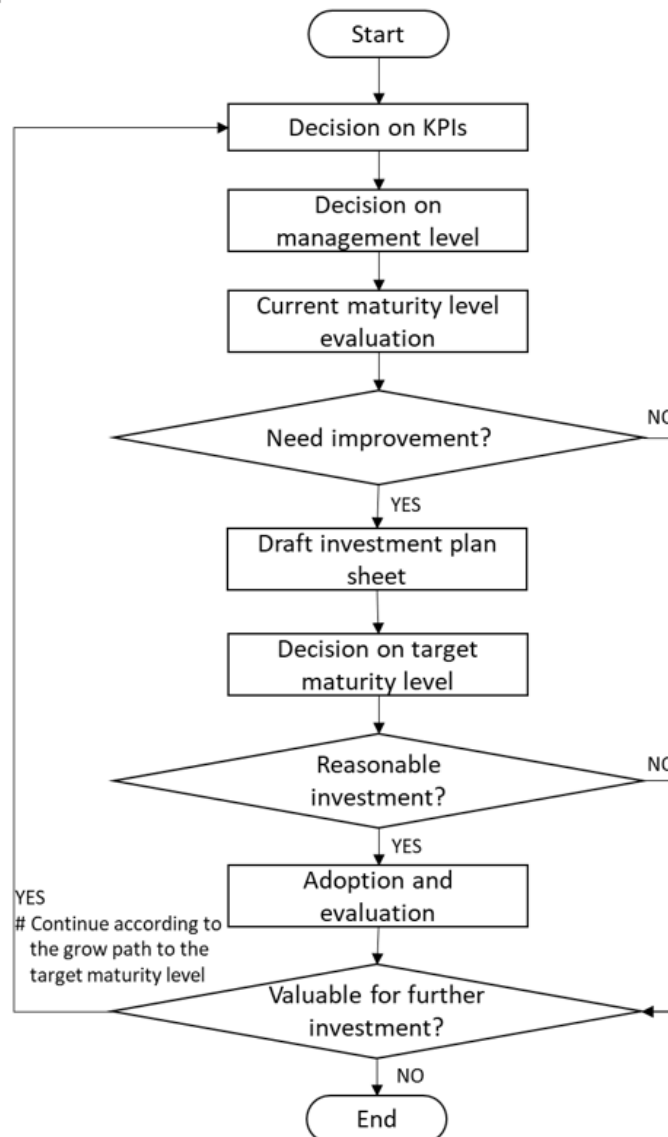 Start
Decision on KPIs
Decision on
management level
Current maturity level
evaluation
Need improvement?
NO
YES
Draft investment plan
sheet
Decision on target
maturity level
Reasonable
investment?
NO
YES
Adoption and
evaluation
YES
# Continue according to
the grow path to the
target maturity level
Valuable for further
investment?
NO
End